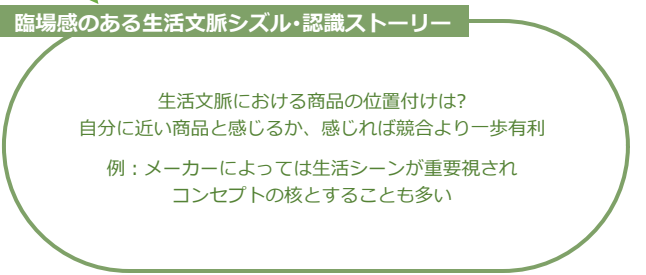 臨場感のある生活文脈シズル・認識ストーリー
生活文脈における商品の位置付けは?
自分に近い商品と感じるか、感じれば競合より一歩有利
例：メーカーによっては生活シーンが重要視され
コンセプトの核とすることも多い